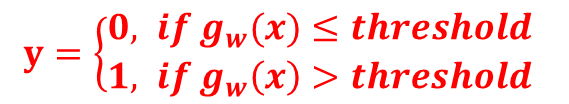 y = {0, if g_w(x) ≤ threshold
1, if g_w(x) > threshold